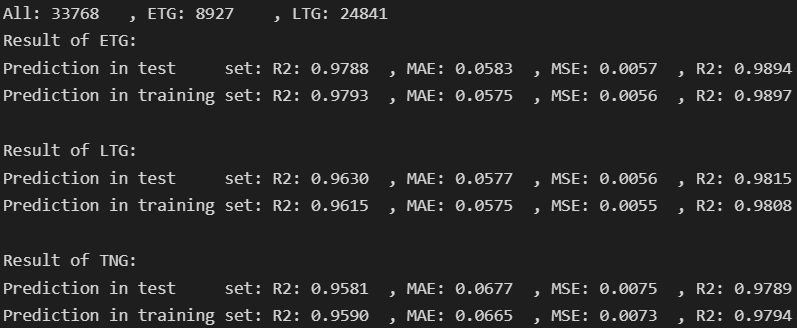 All: 33768   , ETG: 8927    , LTG: 24841
Result of ETG:
Prediction in test     set: R2: 0.9788  , MAE: 0.0583  , MSE: 0.0057  , R2: 0.9894
Prediction in training set: R2: 0.9793  , MAE: 0.0575  , MSE: 0.0056  , R2: 0.9897
Result of LTG:
Prediction in test     set: R2: 0.9630  , MAE: 0.0577  , MSE: 0.0056  , R2: 0.9815
Prediction in training set: R2: 0.9615  , MAE: 0.0575  , MSE: 0.0055  , R2: 0.9808
Result of TNG:
Prediction in test     set: R2: 0.9581  , MAE: 0.0677  , MSE: 0.0075  , R2: 0.9789
Prediction in training set: R2: 0.9590  , MAE: 0.0665  , MSE: 0.0073  , R2: 0.9794